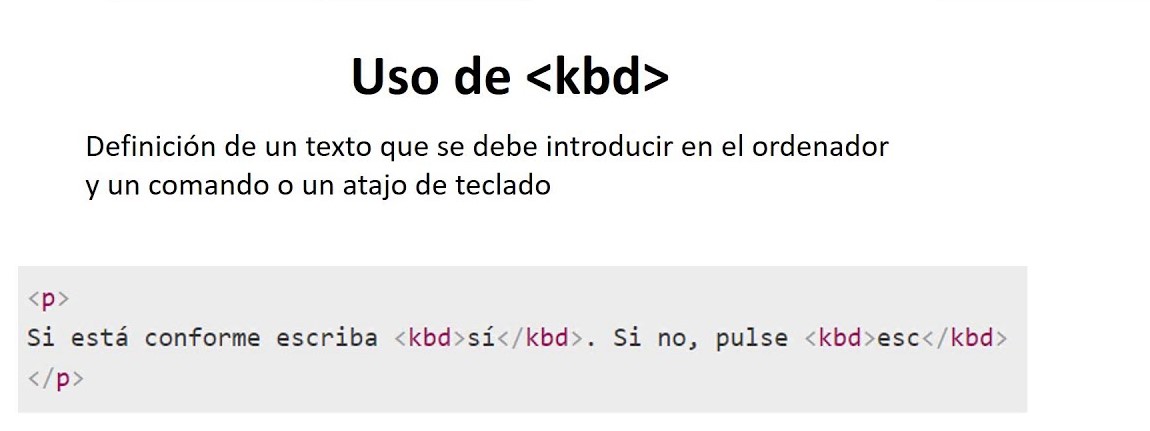 Uso de <kbd>
Definición de un texto que se debe introducir en el ordenador
y un comando o un atajo de teclado
<p>
Si está conforme escriba <kbd>sí</kbd>. Si no, pulse <kbd>esc</kbd>
</p>